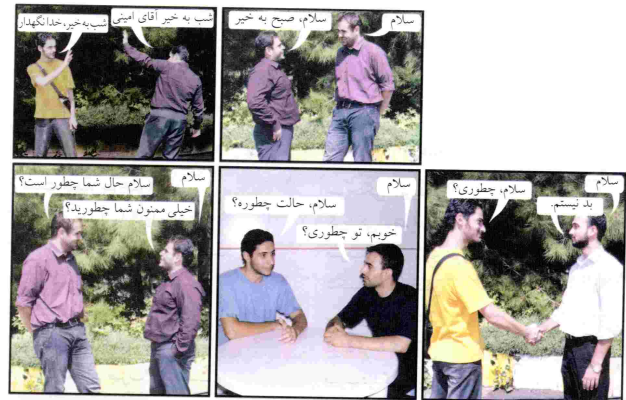 سلام
سلام، صبح به خیر
شب به خیر آقای امینی
شب‌به‌خیر، خدانگهدار
سلام
سلام، چطوری؟
بد نیستم.
سلام
سلام، حالت چطوره؟
خوبم، تو چطوری؟
سلام
سلام حال شما چطور است؟
خیلی ممنون شما چطورید؟